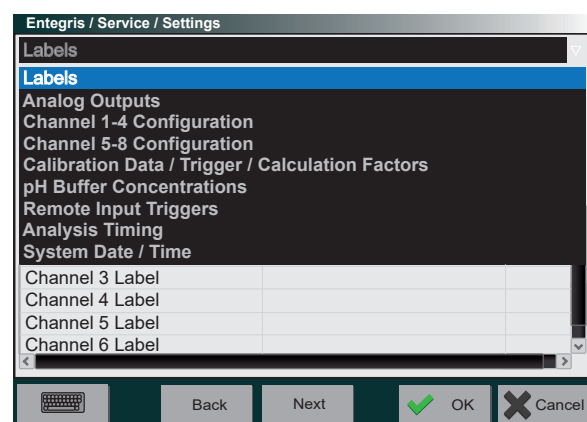 Entegris / Service / Settings
Labels
Labels
Analog Outputs
Channel 1-4 Configuration
Channel 5-8 Configuration
Calibration Data / Trigger / Calculation Factors
pH Buffer Concentrations
Remote Input Triggers
Analysis Timing
System Date / Time
Channel 3 Label
Channel 4 Label
Channel 5 Label
Channel 6 Label
Back Next OK Cancel